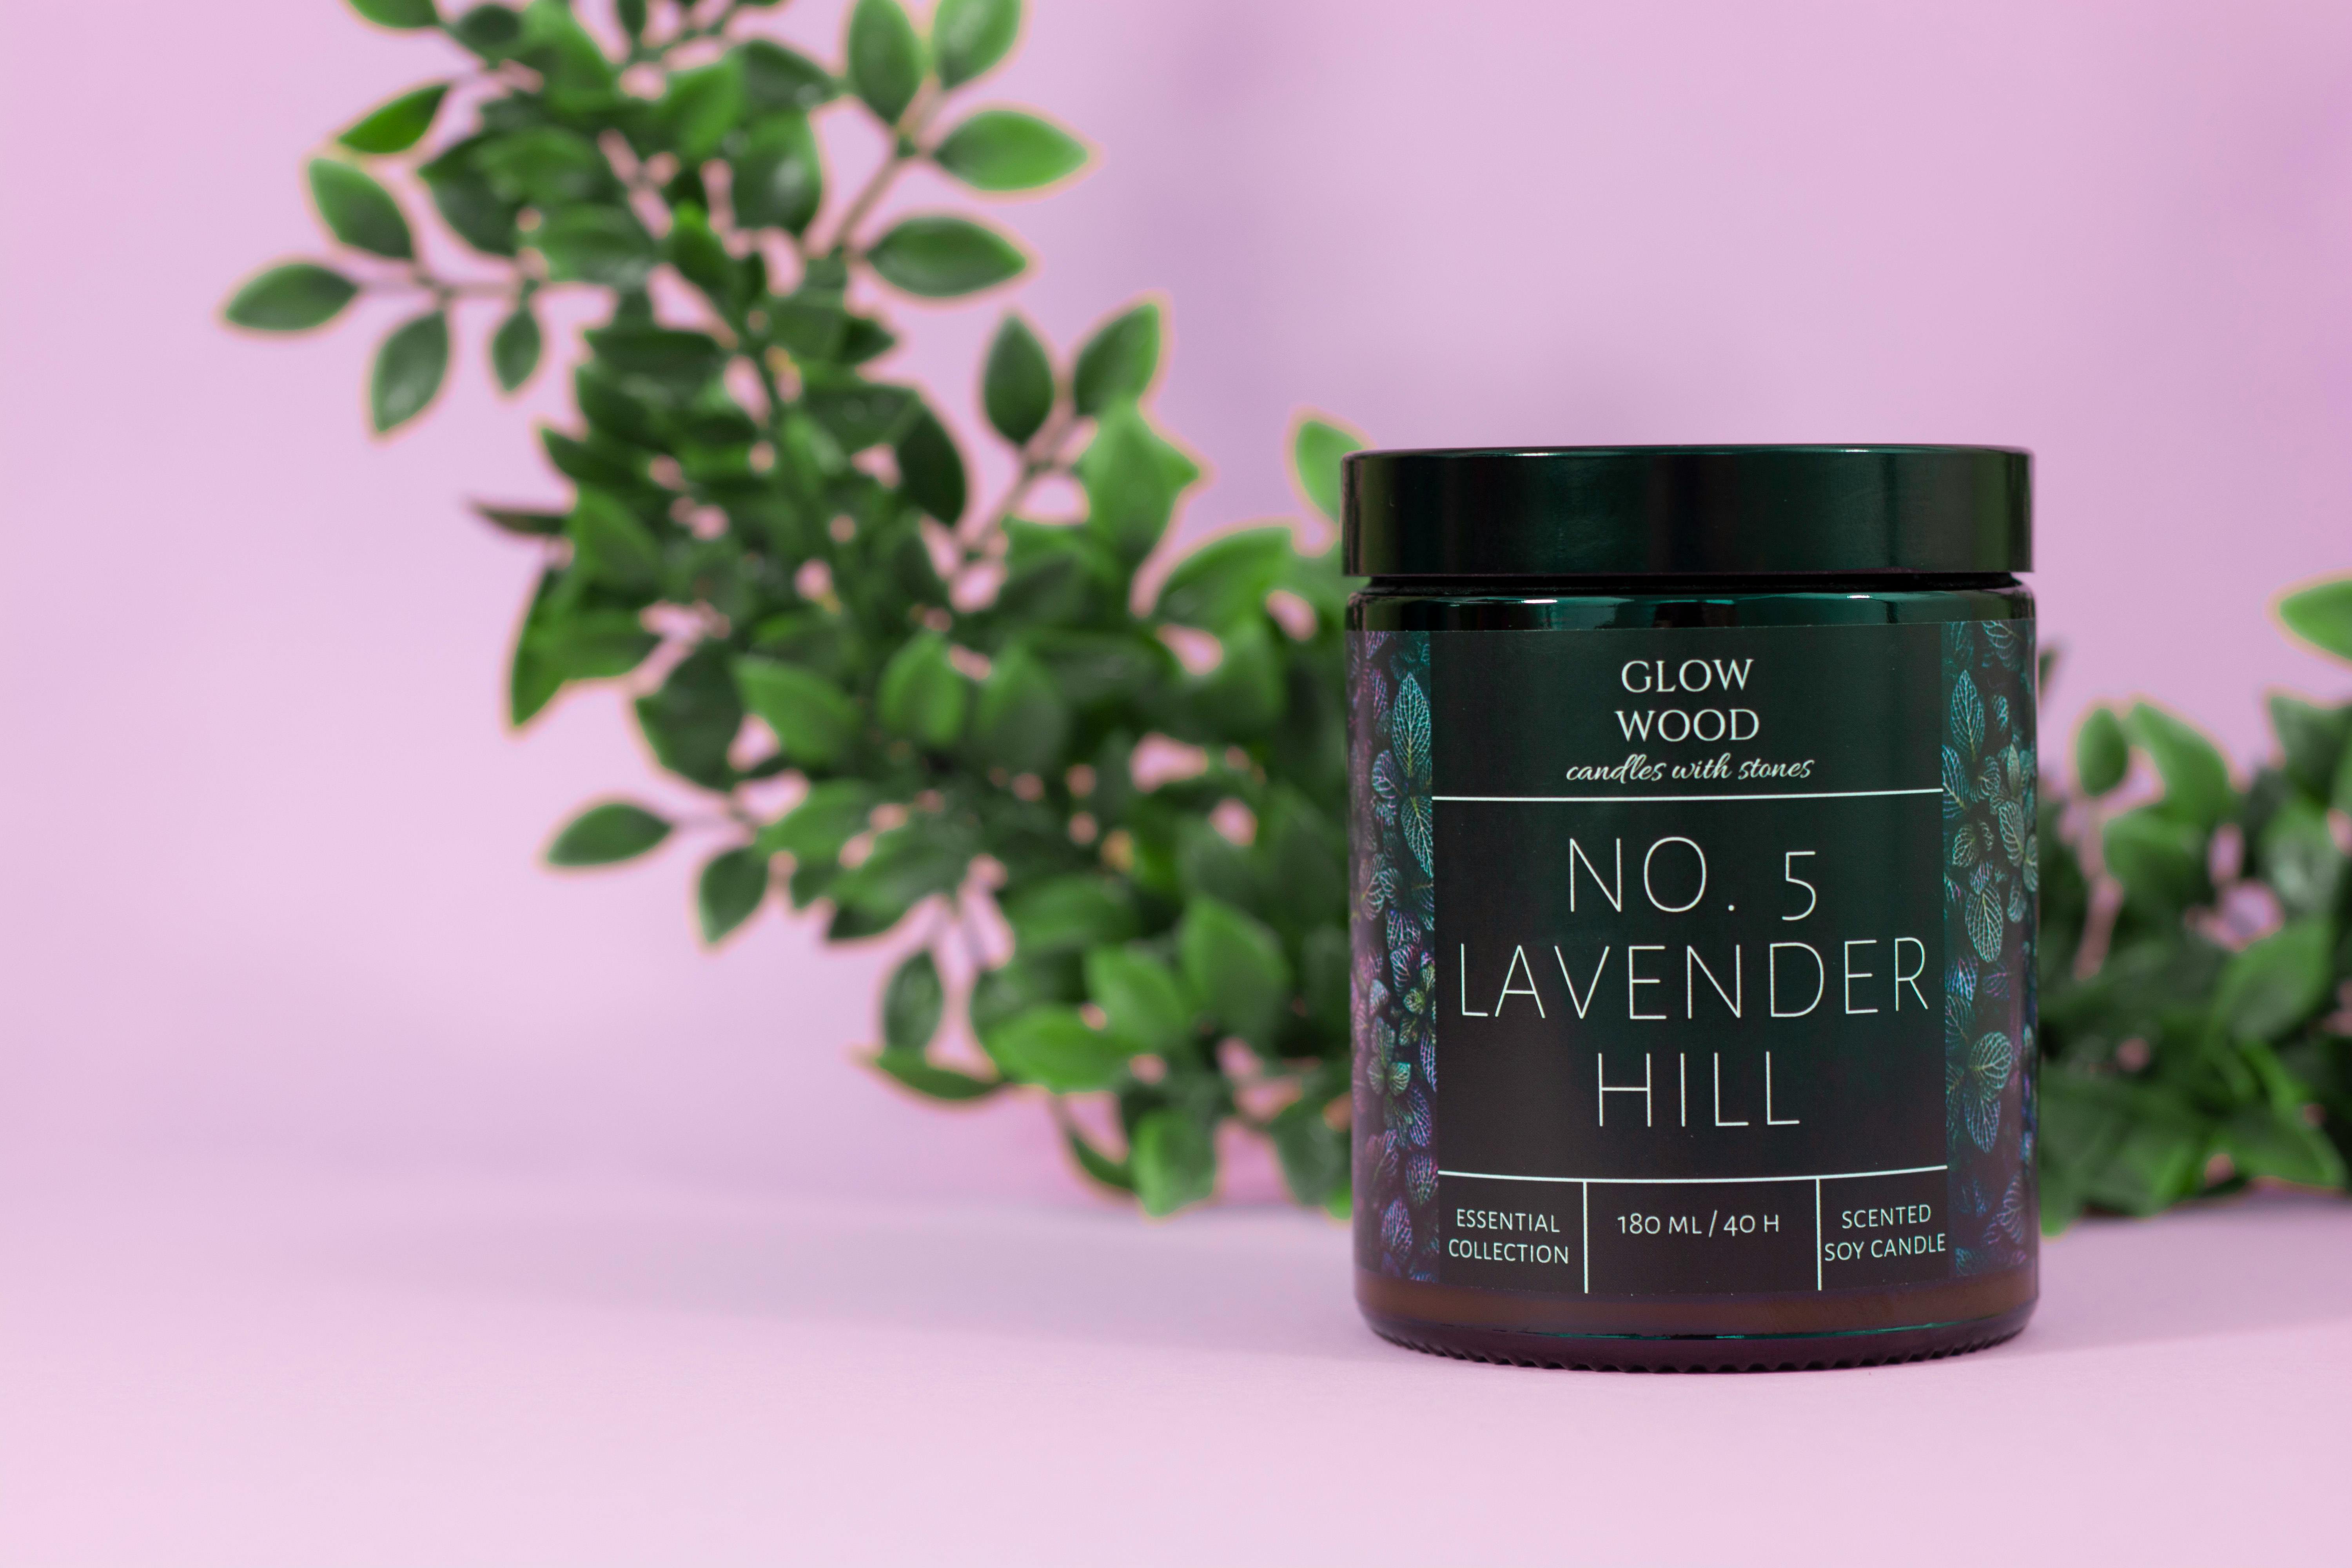 GLOW
WOOD
candles with stones
NO. 5
LAVENDER
HILL
ESSENTIAL
COLLECTION
180 ML / 40 H
SCENTED
SOY CANDLE